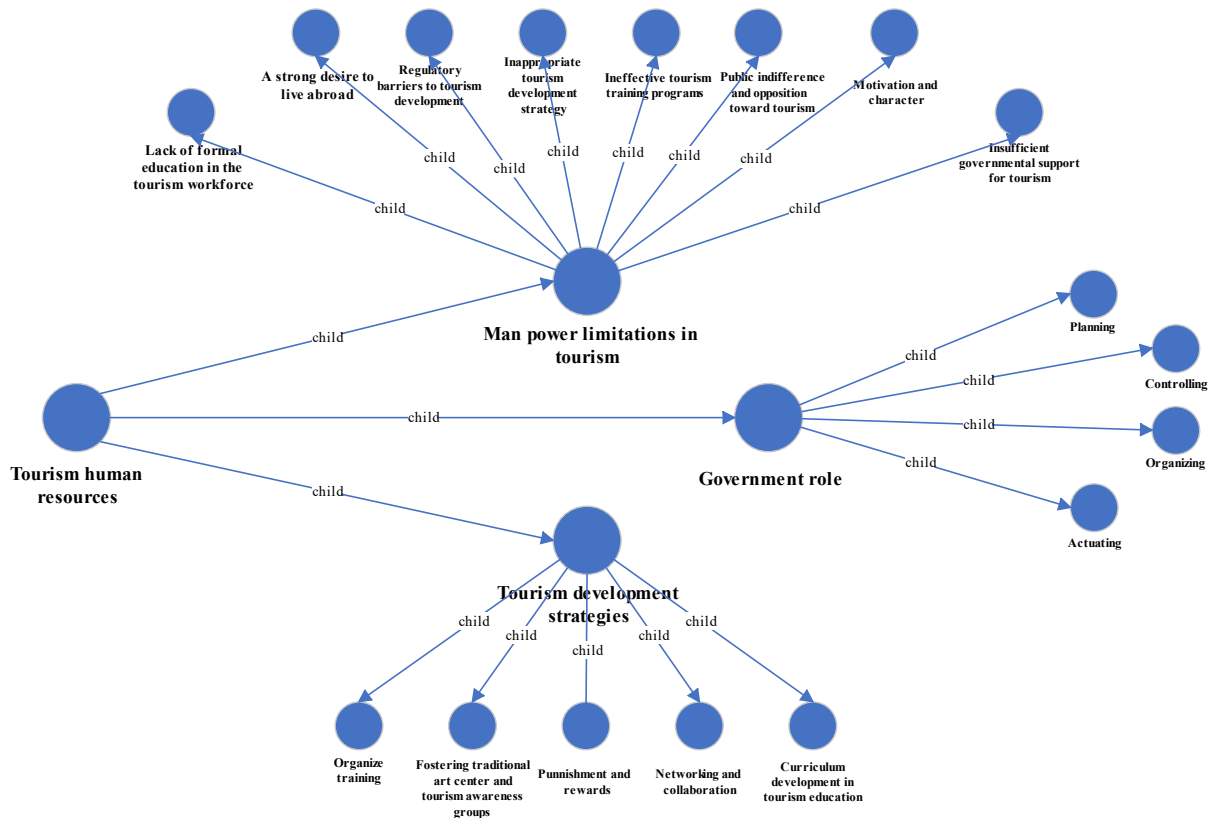 A strong desire to
live abroad
Regulatory
barriers to tourism
development
Inappropriate
tourism
development
strategy
Ineffective tourism
training programs
Public indifference
and opposition
toward tourism
Motivation and
character
Lack of formal
education in the
tourism workforce
Insufficient
governmental support
for tourism
child
child
child
child
child
child
child
child
Man power limitations in
tourism
child
Planning
child
Controlling
child
Organizing
child
Actuating
child
Government role
Tourism human
resources
child
Tourism development
strategies
child
child
child
child
child
Organize
training
Fostering traditional
art center and
tourism awareness
groups
Punnishment and
rewards
Networking and
collaboration
Curriculum
development in
tourism education